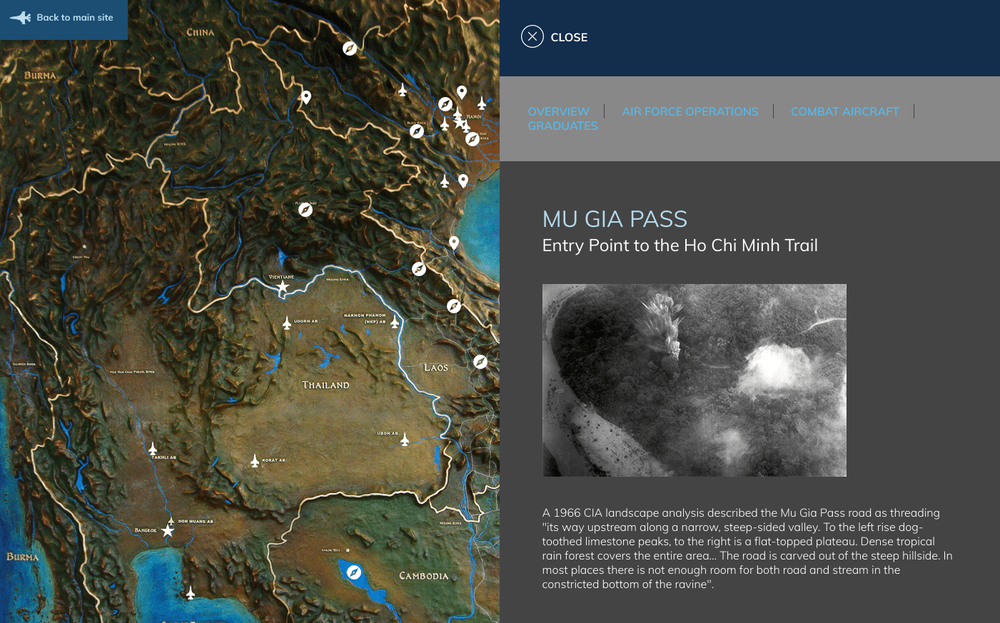 Back to main site
CLOSE
OVERVIEW
AIR FORCE OPERATIONS
COMBAT AIRCRAFT
GRADUATES
MU GIA PASS
Entry Point to the Ho Chi Minh Trail
A 1966 CIA landscape analysis described the Mu Gia Pass road as threading
"its way upstream along a narrow, steep-sided valley. To the left rise dog-
toothed limestone peaks, to the right is a flat-topped plateau. Dense tropical
rain forest covers the entire area... The road is carved out of the steep hillside. In
most places there is not enough room for both road and stream in the
constricted bottom of the ravine".
CHINA
BURMA
HANOI
MEKONG RIVER
VIENTIANE
MEKONG RIVER
UDORN AB
NAKHON PHANOM
(NKP) AB
LAOS
THAILAND
UBON AB
TAKHLI AB
KORAT AB
DON MUANG AB
BANGKOK
MEKONG RIVER
BURMA
CAMBODIA